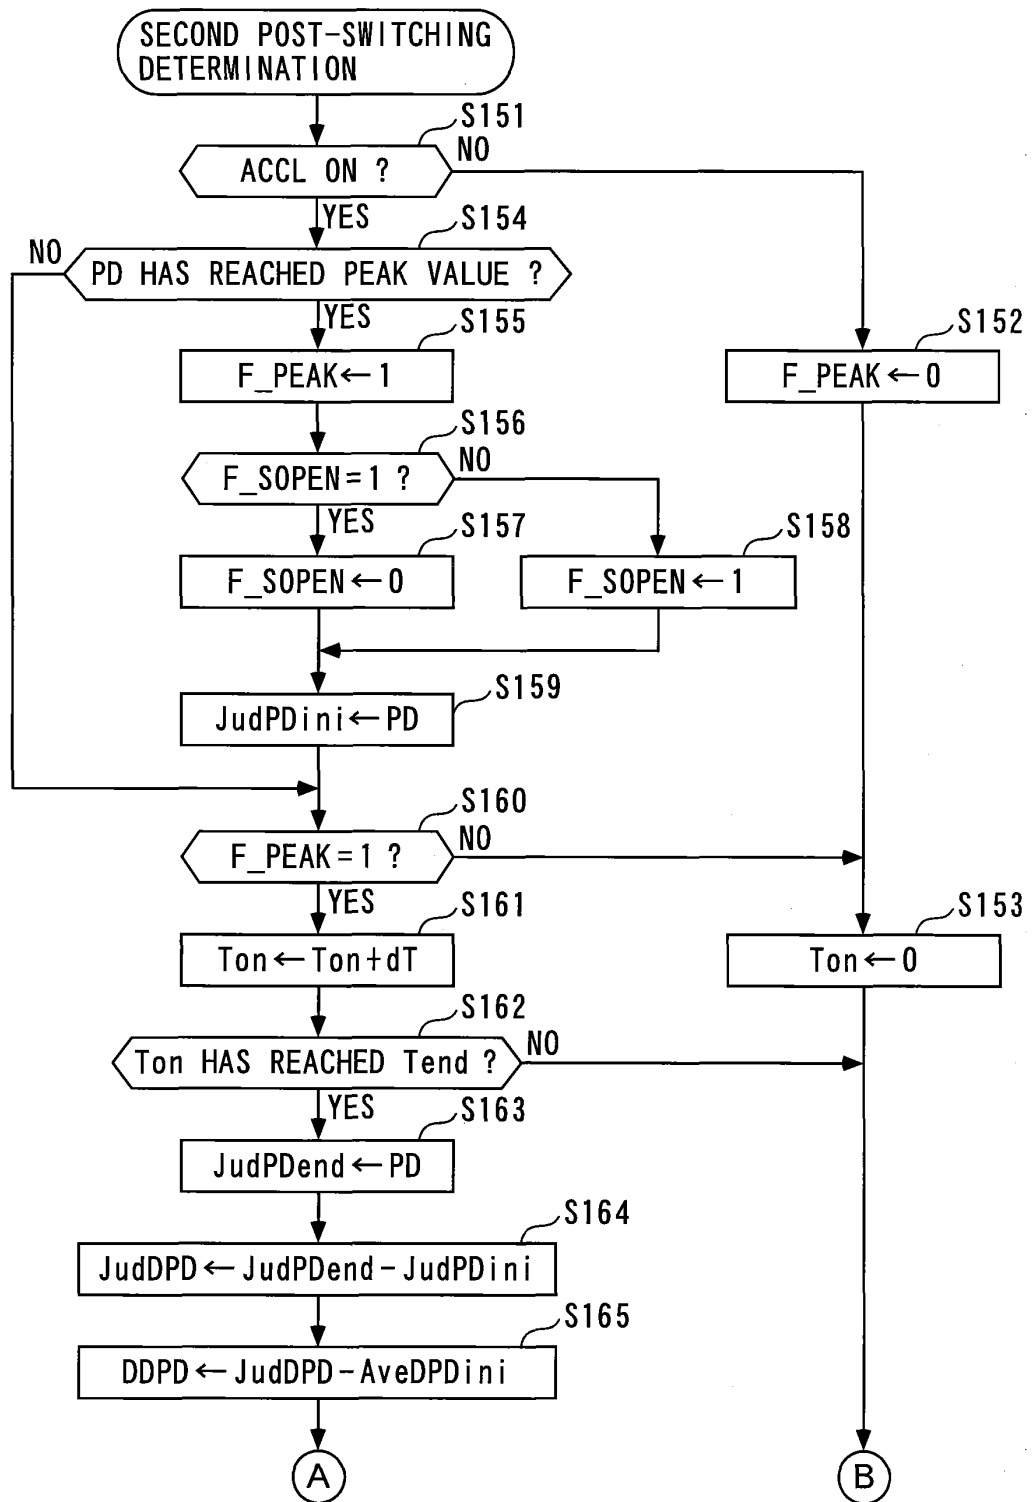 SECOND POST-SWITCHING
DETERMINATION
S151
ACCL ON ?
NO
YES
S154
NO
PD HAS REACHED PEAK VALUE ?
YES
S155
S152
F_PEAK←1
F_PEAK←0
S156
F_SOPEN=1 ?
NO
YES
S157
S158
F_SOPEN←0
F_SOPEN←1
S159
JudPDini←PD
S160
F_PEAK=1 ?
NO
YES
S161
S153
Ton←Ton+dT
Ton←0
S162
Ton HAS REACHED Tend ?
NO
YES
S163
JudPDend←PD
S164
JudDPD←JudPDend-JudPDini
S165
DDPD←JudDPD-AveDPDini
A
B